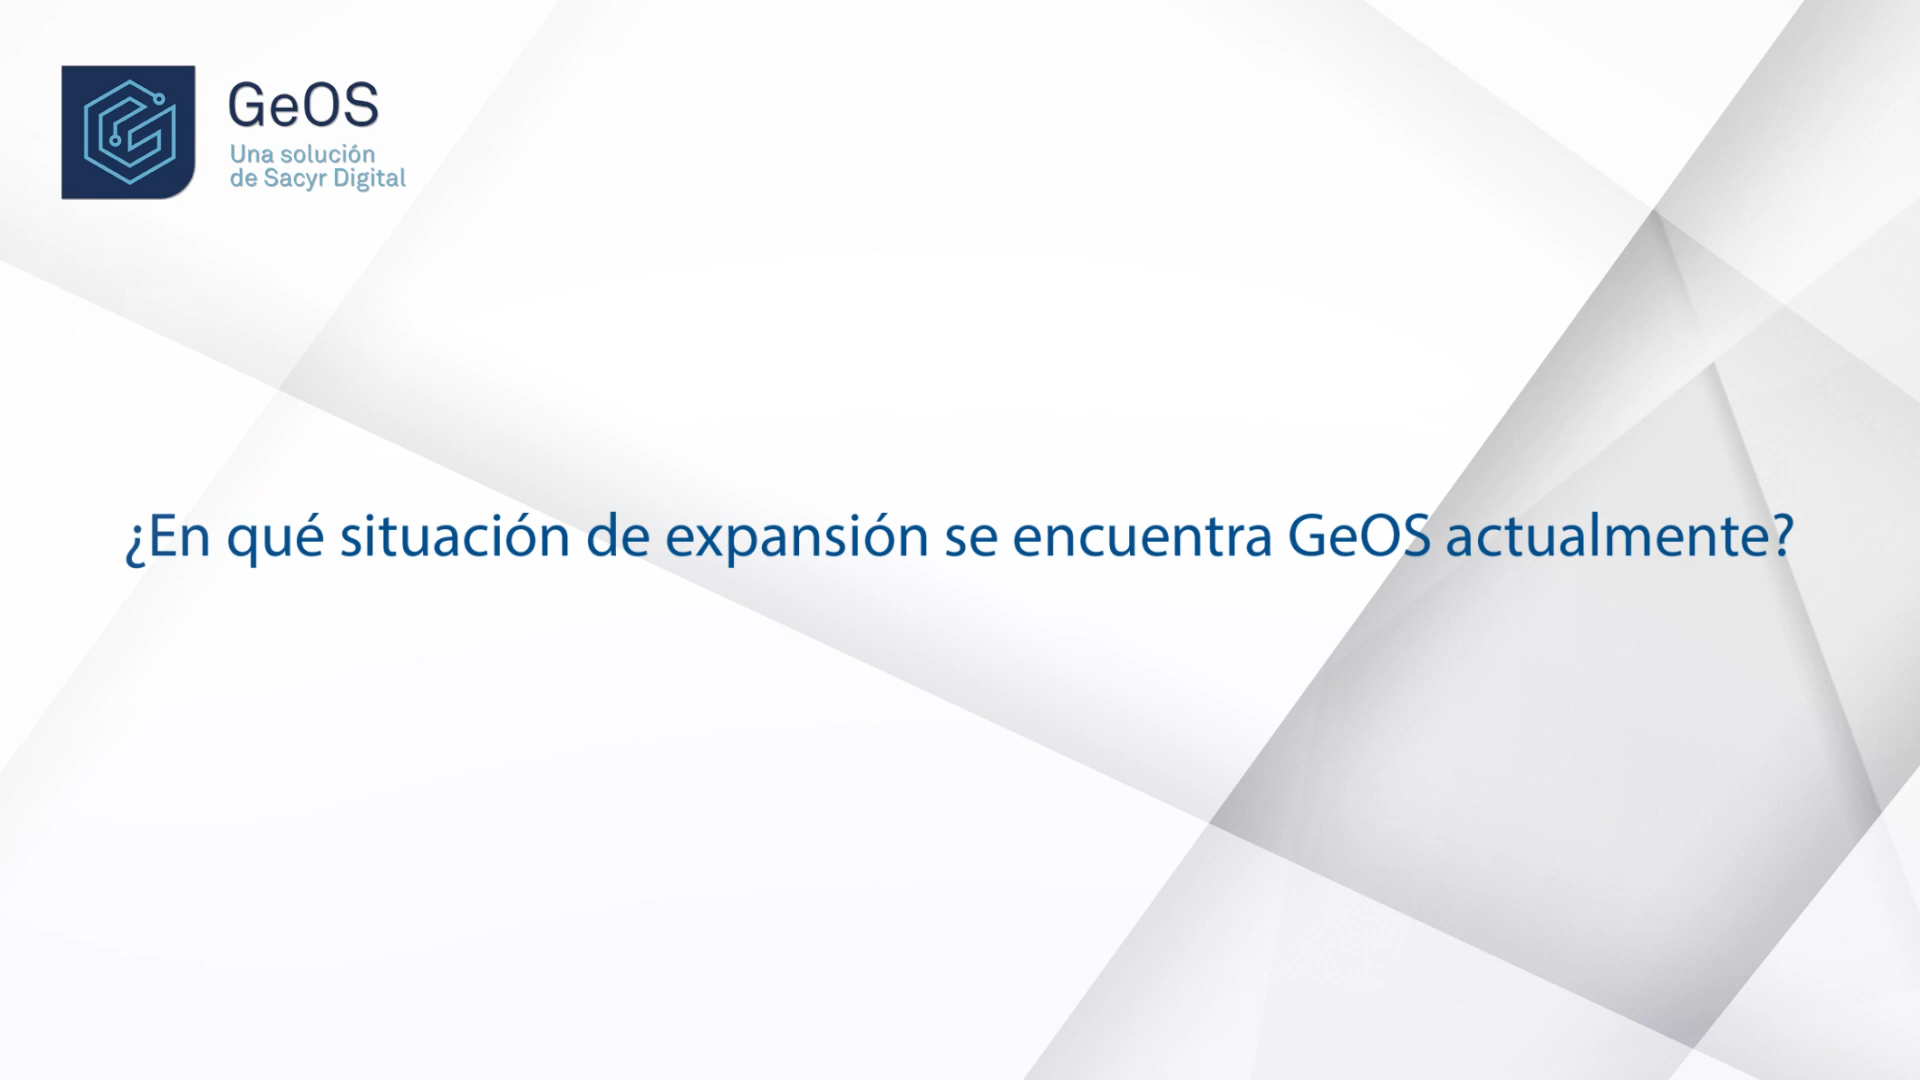 GeOS
Una solución
de Sacyr Digital
¿En qué situación de expansión se encuentra GeOS actualmente?